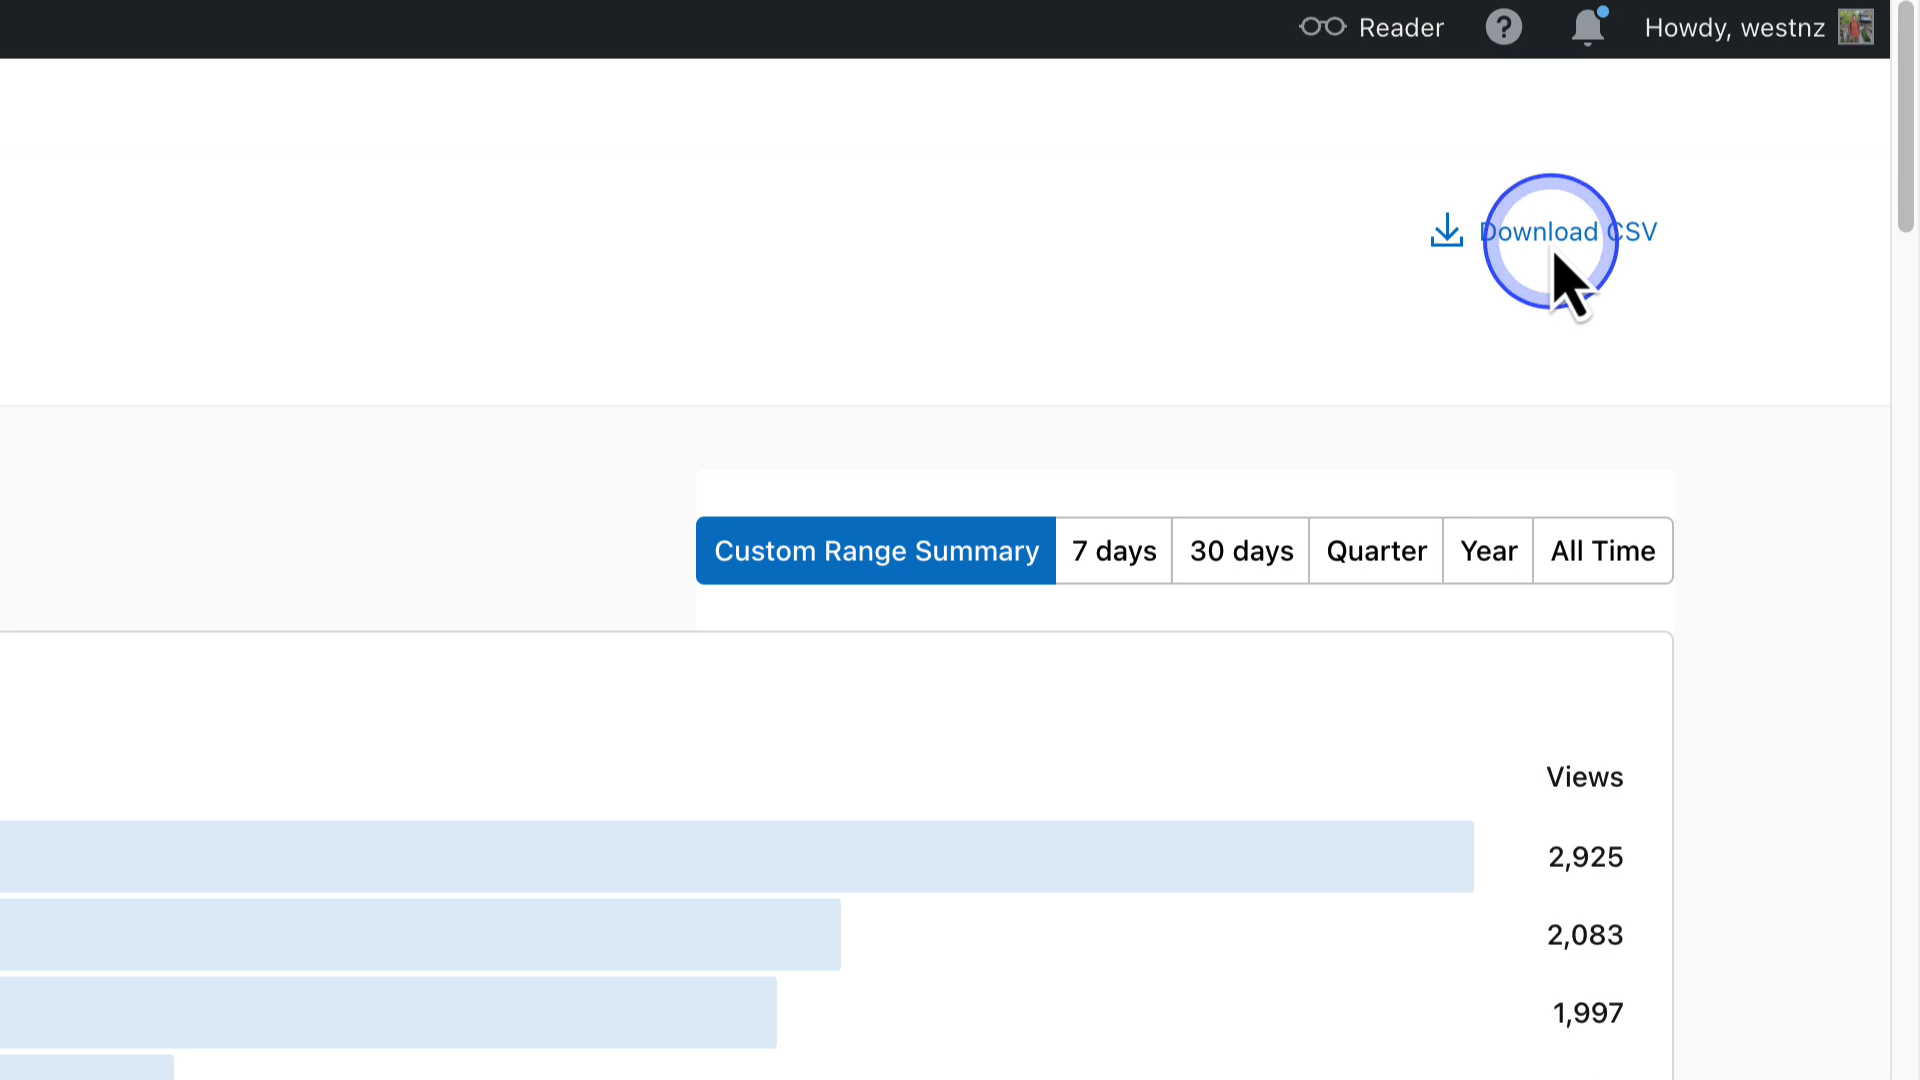 Reader
Howdy, westnz
Download CSV
Custom Range Summary
7 days
30 days
Quarter
Year
All Time
Views
2,925
2,083
1,997